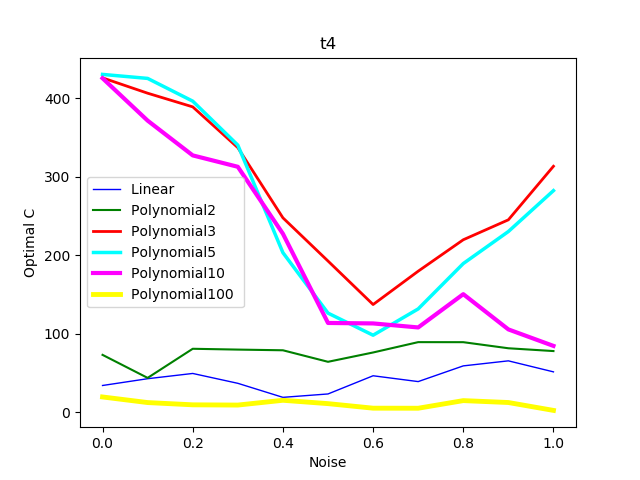 t4
Optimal C
400
300
200
100
0
Linear
Polynomial2
Polynomial3
Polynomial5
Polynomial10
Polynomial100
0.0 0.2 0.4 0.6 0.8 1.0
Noise